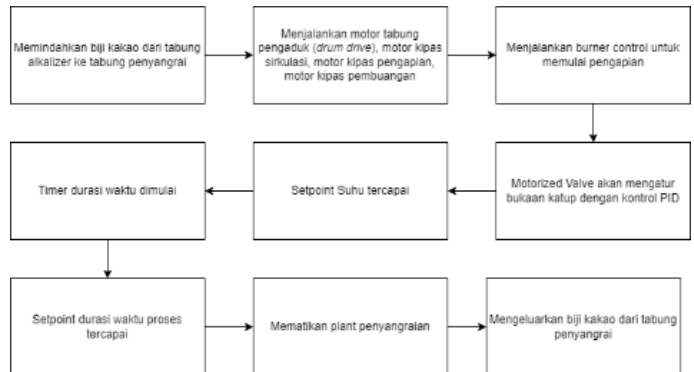 Memindahkan biji kakao dari tabung
alkalizer ke tabung penyangrai
Menjalankan motor tabung
pengaduk (drum drive), motor kipas
sirkulasi, motor kipas pengapian,
motor kipas pembuangan
Menjalankan burner control untuk
memulai pengapian
Motorized Valve akan mengatur
bukaan katup dengan kontrol PID
Setpoint Suhu tercapai
Timer durasi waktu dimulai
Setpoint durasi waktu proses
tercapai
Mematikan plant penyangraian
Mengeluarkan biji kakao dari tabung
penyangrai